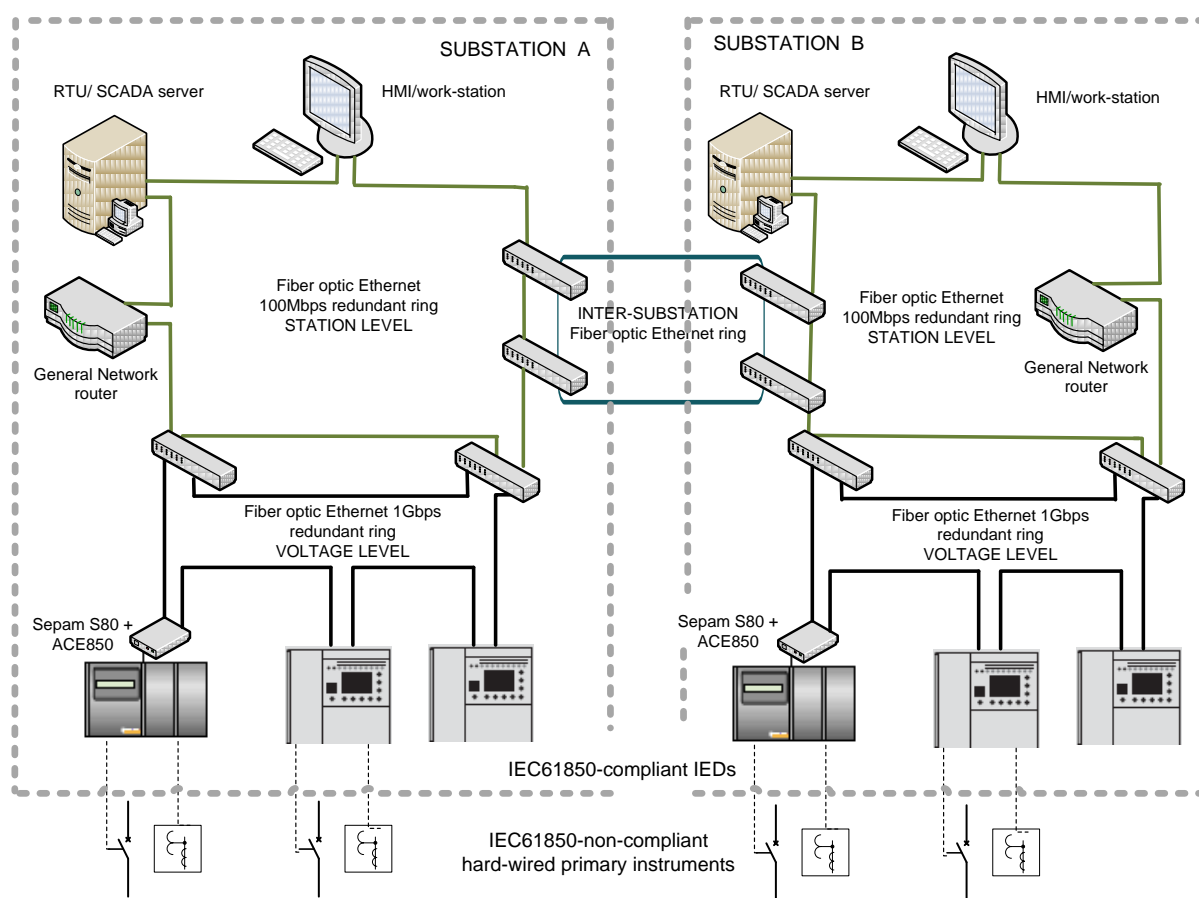 SUBSTATION A
RTU/ SCADA server
HMI/work-station
Fiber optic Ethernet
100Mbps redundant ring
STATION LEVEL
General Network
router
Fiber optic Ethernet 1Gbps
redundant ring
VOLTAGE LEVEL
Sepam S80 +
ACE850
INTER-SUBSTATION
Fiber optic Ethernet ring
SUBSTATION B
RTU/ SCADA server
HMI/work-station
Fiber optic Ethernet
100Mbps redundant ring
STATION LEVEL
General Network
router
Fiber optic Ethernet 1Gbps
redundant ring
VOLTAGE LEVEL
Sepam S80 +
ACE850
IEC61850-compliant IEDs
IEC61850-non-compliant
hard-wired primary instruments